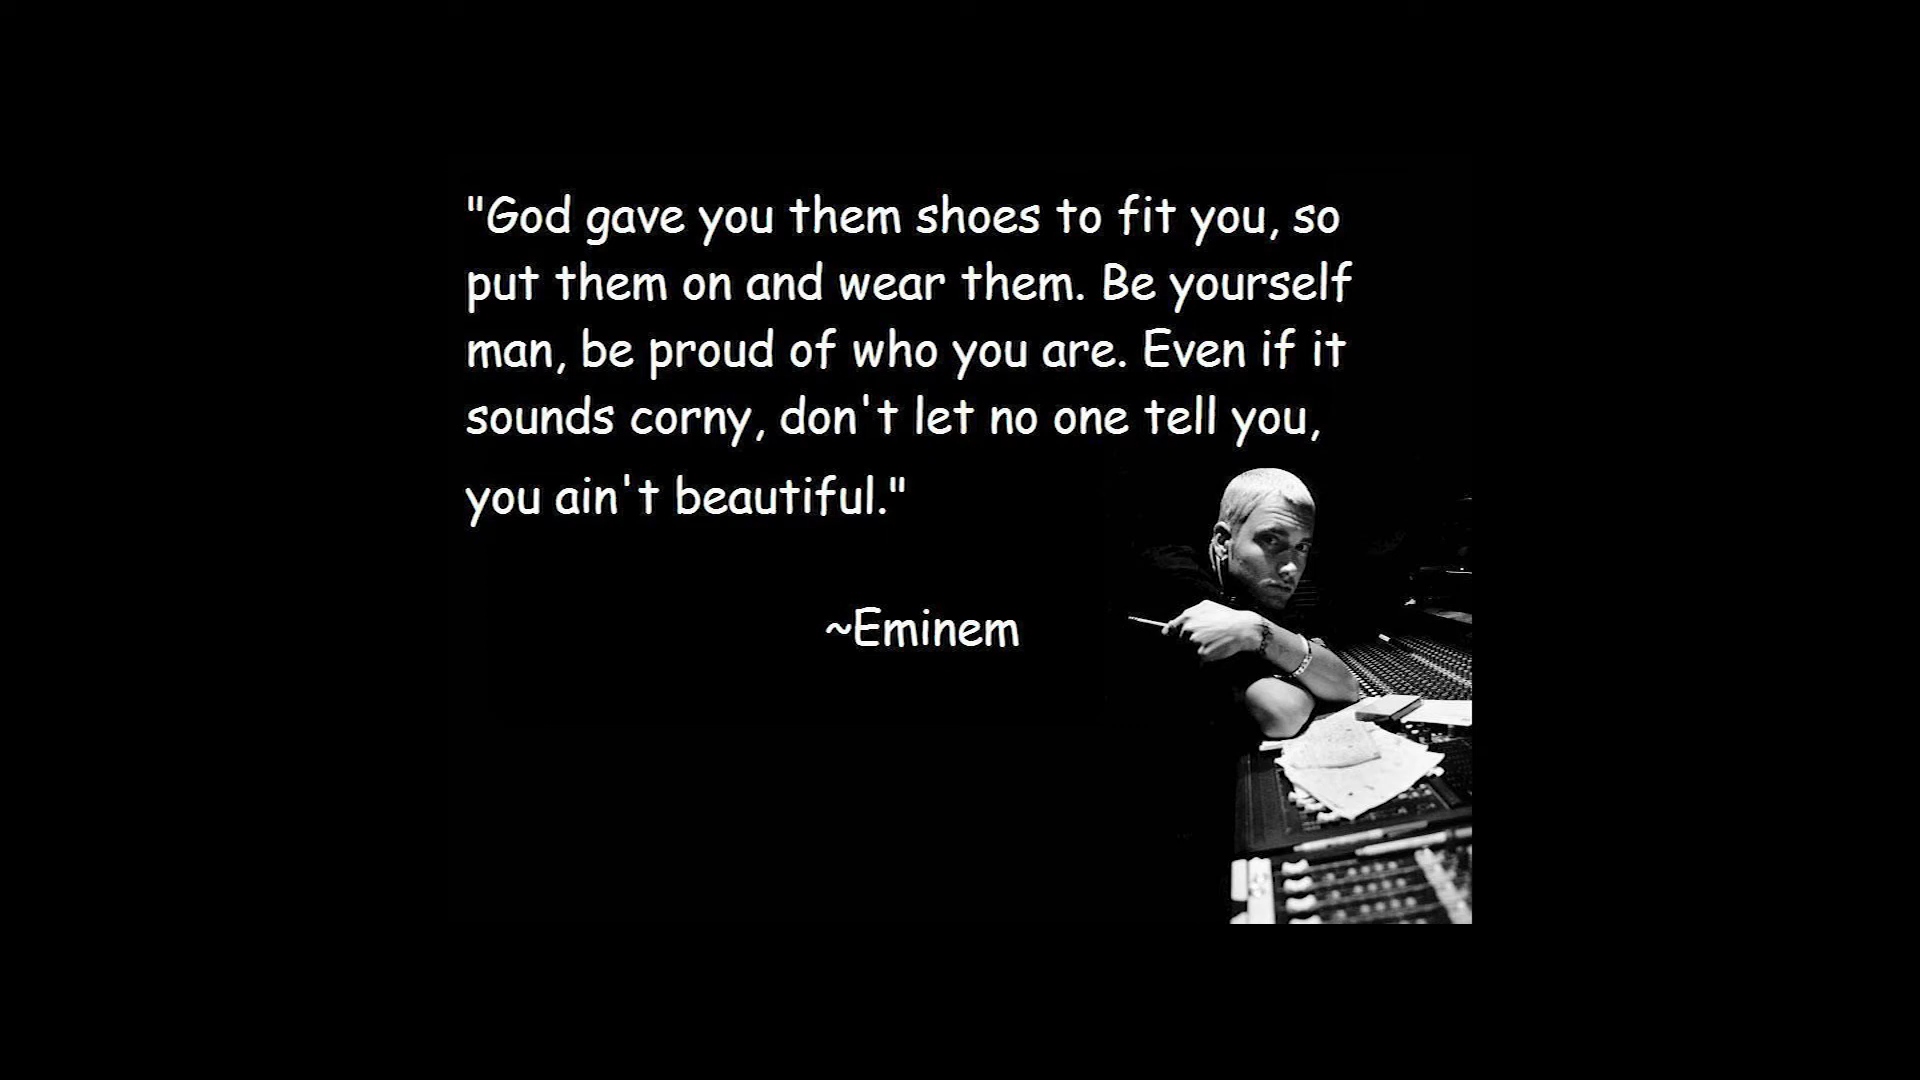 "God gave you them shoes to fit you, so
put them on and wear them. Be yourself
man, be proud of who you are. Even if it
sounds corny, don't let no one tell you,
you ain't beautiful."
~Eminem